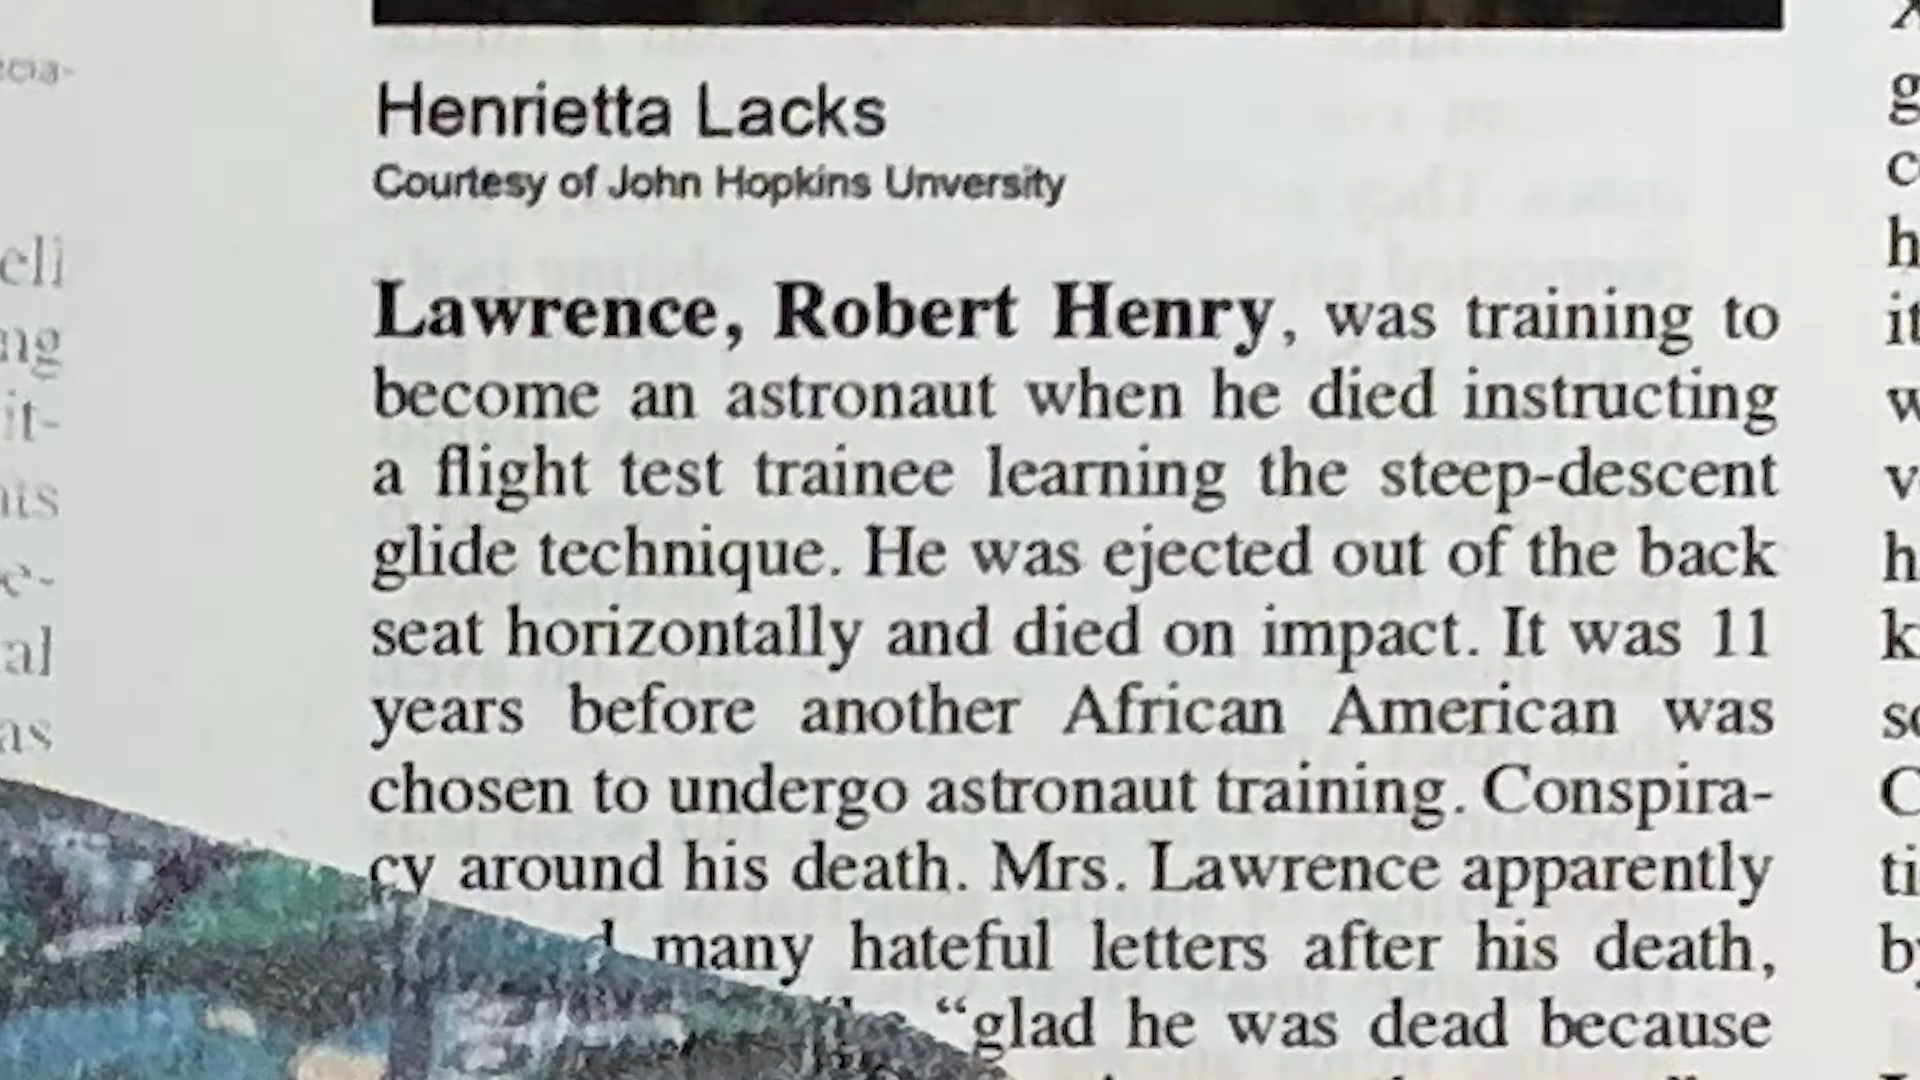 Henrietta Lacks
Courtesy of John Hopkins Unversity
Lawrence, Robert Henry, was training to
become an astronaut when he died instructing
a flight test trainee learning the steep-descent
glide technique. He was ejected out of the back
seat horizontally and died on impact. It was 11
years before another African American was
chosen to undergo astronaut training. Conspira-
cy around his death. Mrs. Lawrence apparently
many hateful letters after his death,
“glad he was dead because